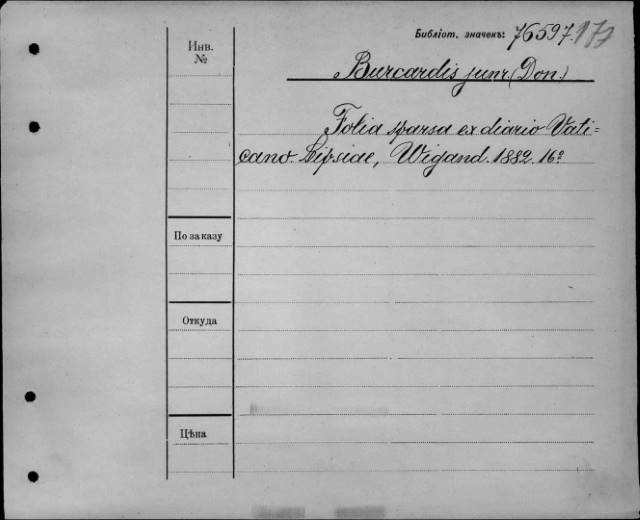 Библіот. значекъ: 76597.177
Инв. №
Burcardis junr. (Don.)
Folia sparsa ex diario Vati=
cano. Lipsiae, Wigand. 1882. 16º
По заказу
Откуда
Цѣна